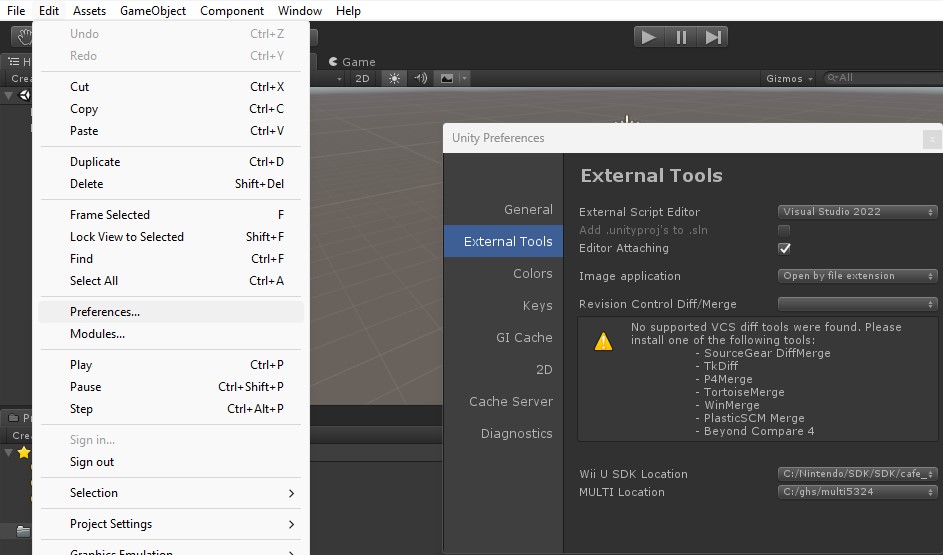 File Edit Assets GameObject Component Window Help
Undo Ctrl+Z
Redo Ctrl+Y
Cut Ctrl+X
Copy Ctrl+C
Paste Ctrl+V
Duplicate Ctrl+D
Delete Shift+Del
Frame Selected F
Lock View to Selected Shift+F
Find Ctrl+F
Select All Ctrl+A
Preferences...
Modules...
Play Ctrl+P
Pause Ctrl+Shift+P
Step Ctrl+Alt+P
Sign in...
Sign out
Selection
Project Settings
Graphics Emulation
Game
2D Gizmos All
Unity Preferences
General
External Tools
Colors
Keys
GI Cache
2D
Cache Server
Diagnostics
External Tools
External Script Editor Visual Studio 2022
Add .unityproj's to .sln
Editor Attaching
Image application Open by file extension
Revision Control Diff/Merge
No supported VCS diff tools were found. Please
install one of the following tools:
- SourceGear DiffMerge
- TkDiff
- P4Merge
- TortoiseMerge
- WinMerge
- PlasticSCM Merge
- Beyond Compare 4
Wii U SDK Location C:/Nintendo/SDK/SDK/cafe_
MULTI Location C:/ghs/multi5324